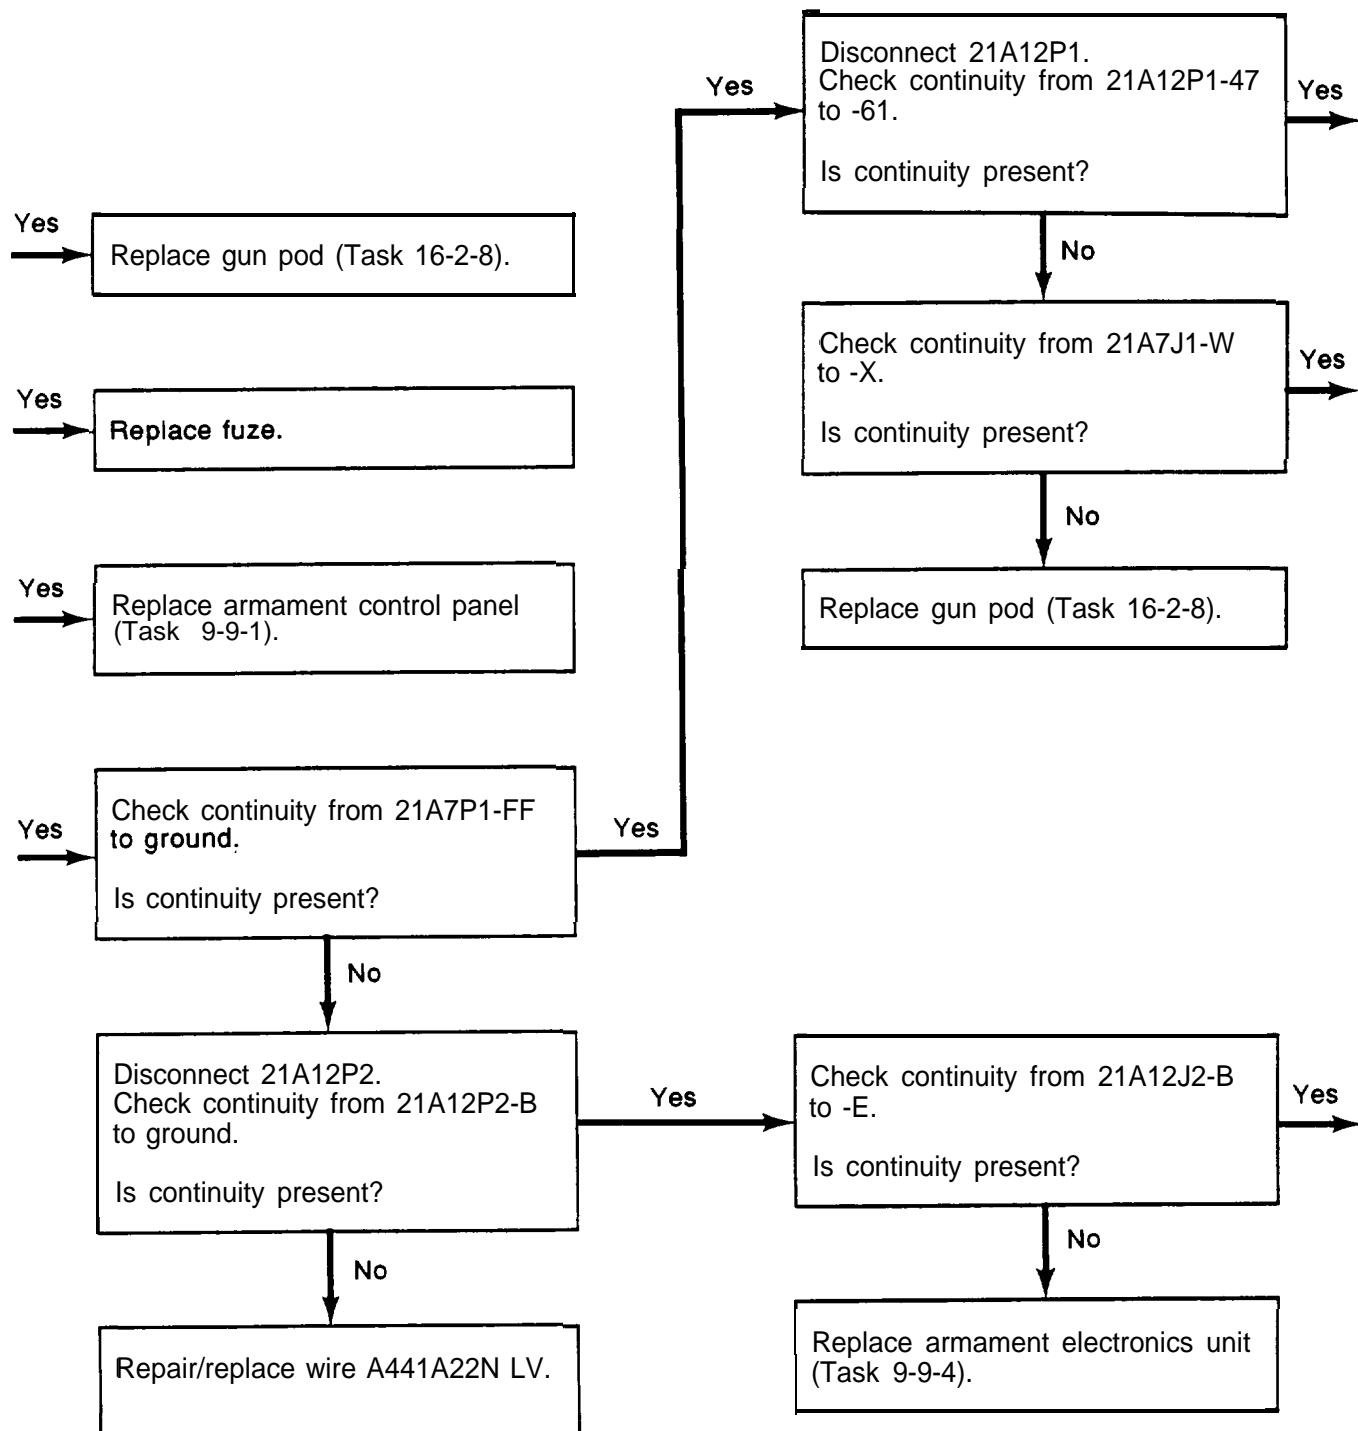 Yes
Replace gun pod (Task 16-2-8).
Yes
Replace fuze.
Yes
Replace armament control panel
(Task 9-9-1).
Yes
Check continuity from 21A7P1-FF
to ground.
Is continuity present?
Yes
No
Disconnect 21A12P2.
Check continuity from 21A12P2-B
to ground.
Is continuity present?
Yes
No
Repair/replace wire A441A22N LV.
Yes
Disconnect 21A12P1.
Check continuity from 21A12P1-47
to -61.
Is continuity present?
Yes
No
Check continuity from 21A7J1-W
to -X.
Is continuity present?
Yes
No
Replace gun pod (Task 16-2-8).
Check continuity from 21A12J2-B
to -E.
Is continuity present?
Yes
No
Replace armament electronics unit
(Task 9-9-4).